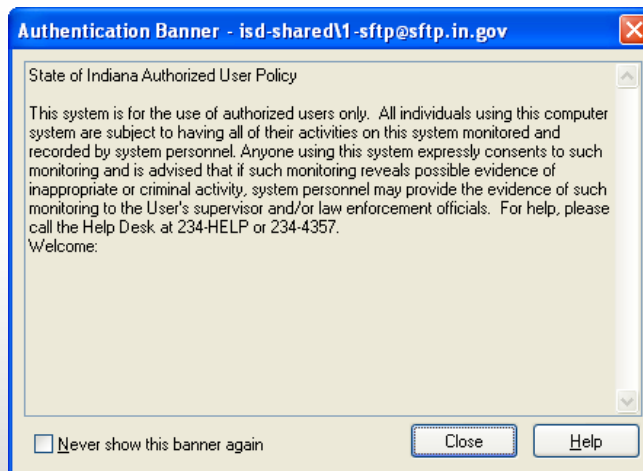 Authentication Banner - isd-shared\1-sftp@sftp.in.gov
State of Indiana Authorized User Policy
This system is for the use of authorized users only.  All individuals using this computer
system are subject to having all of their activities on this system monitored and
recorded by system personnel. Anyone using this system expressly consents to such
monitoring and is advised that if such monitoring reveals possible evidence of
inappropriate or criminal activity, system personnel may provide the evidence of such
monitoring to the User's supervisor and/or law enforcement officials.  For help, please
call the Help Desk at 234-HELP or 234-4357.
Welcome:
Never show this banner again
Close
Help